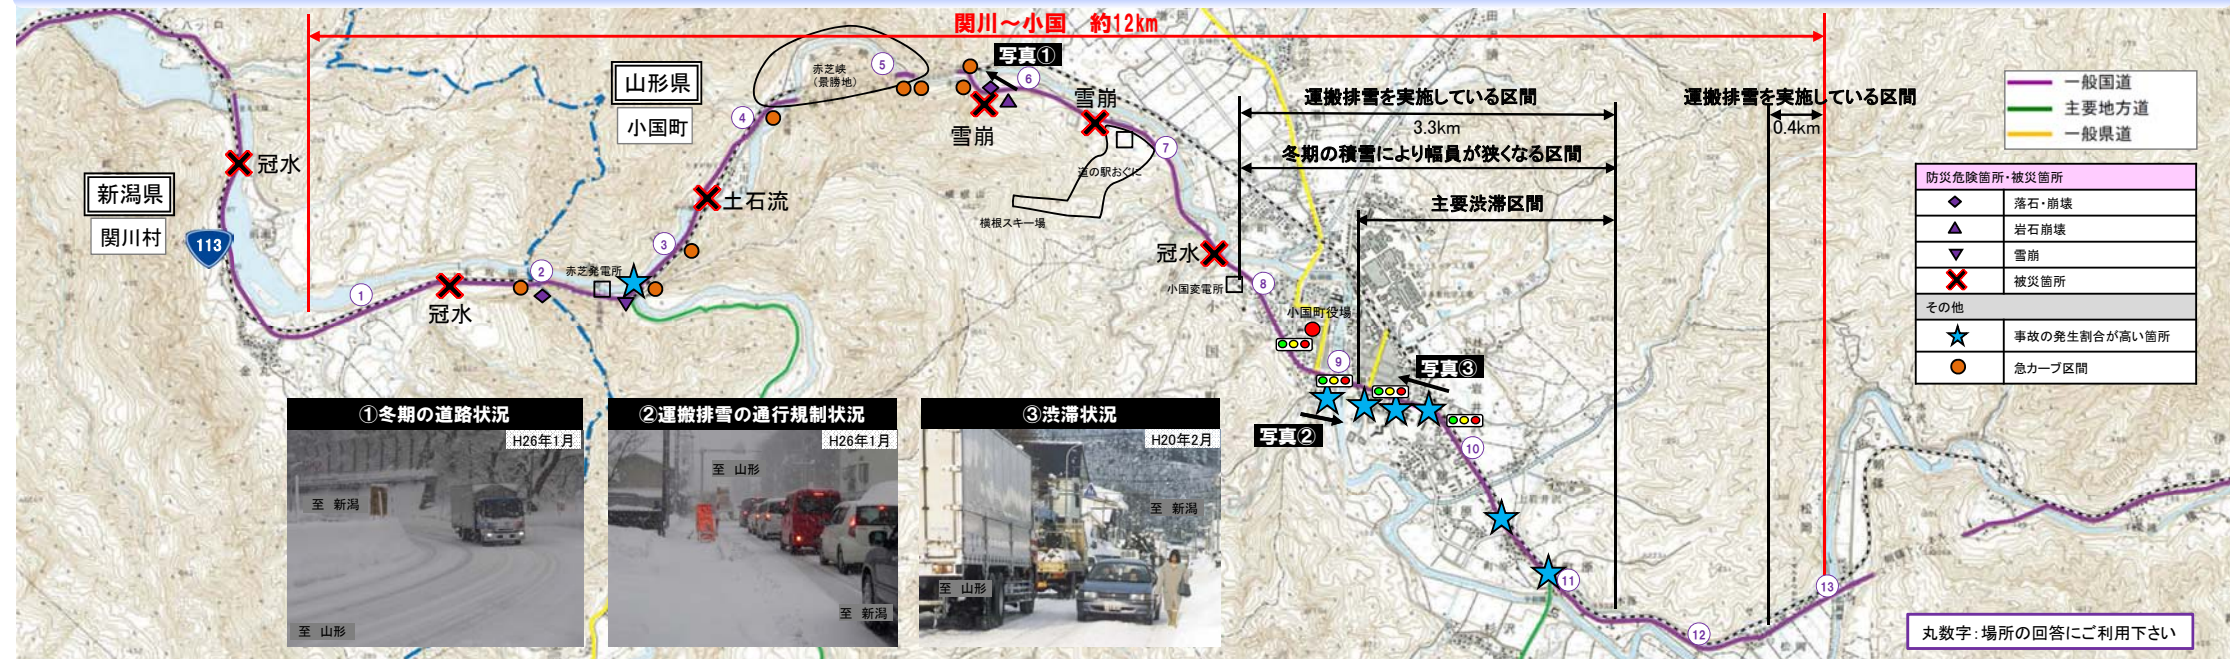 関川～小国　約12km
山形県
小国町
新潟県
関川村
113
冠水
冠水
土石流
赤芝峡
(景勝地)
赤芝発電所
写真①
雪崩
雪崩
道の駅おぐに
横根スキー場
冠水
小国変電所
小国町役場
運搬排雪を実施している区間
3.3km
冬期の積雪により幅員が狭くなる区間
主要渋滞区間
運搬排雪を実施している区間
0.4km
写真③
写真②
1
2
3
4
5
6
7
8
9
10
11
12
13
金丸
松岡
一般国道
主要地方道
一般県道
防災危険箇所・被災箇所
落石・崩壊
岩石崩壊
雪崩
被災箇所
その他
事故の発生割合が高い箇所
急カーブ区間
①冬期の道路状況
H26年1月
至 新潟
至 山形
②運搬排雪の通行規制状況
H26年1月
至 山形
至 新潟
③渋滞状況
H20年2月
至 新潟
至 山形
丸数字：場所の回答にご利用下さい